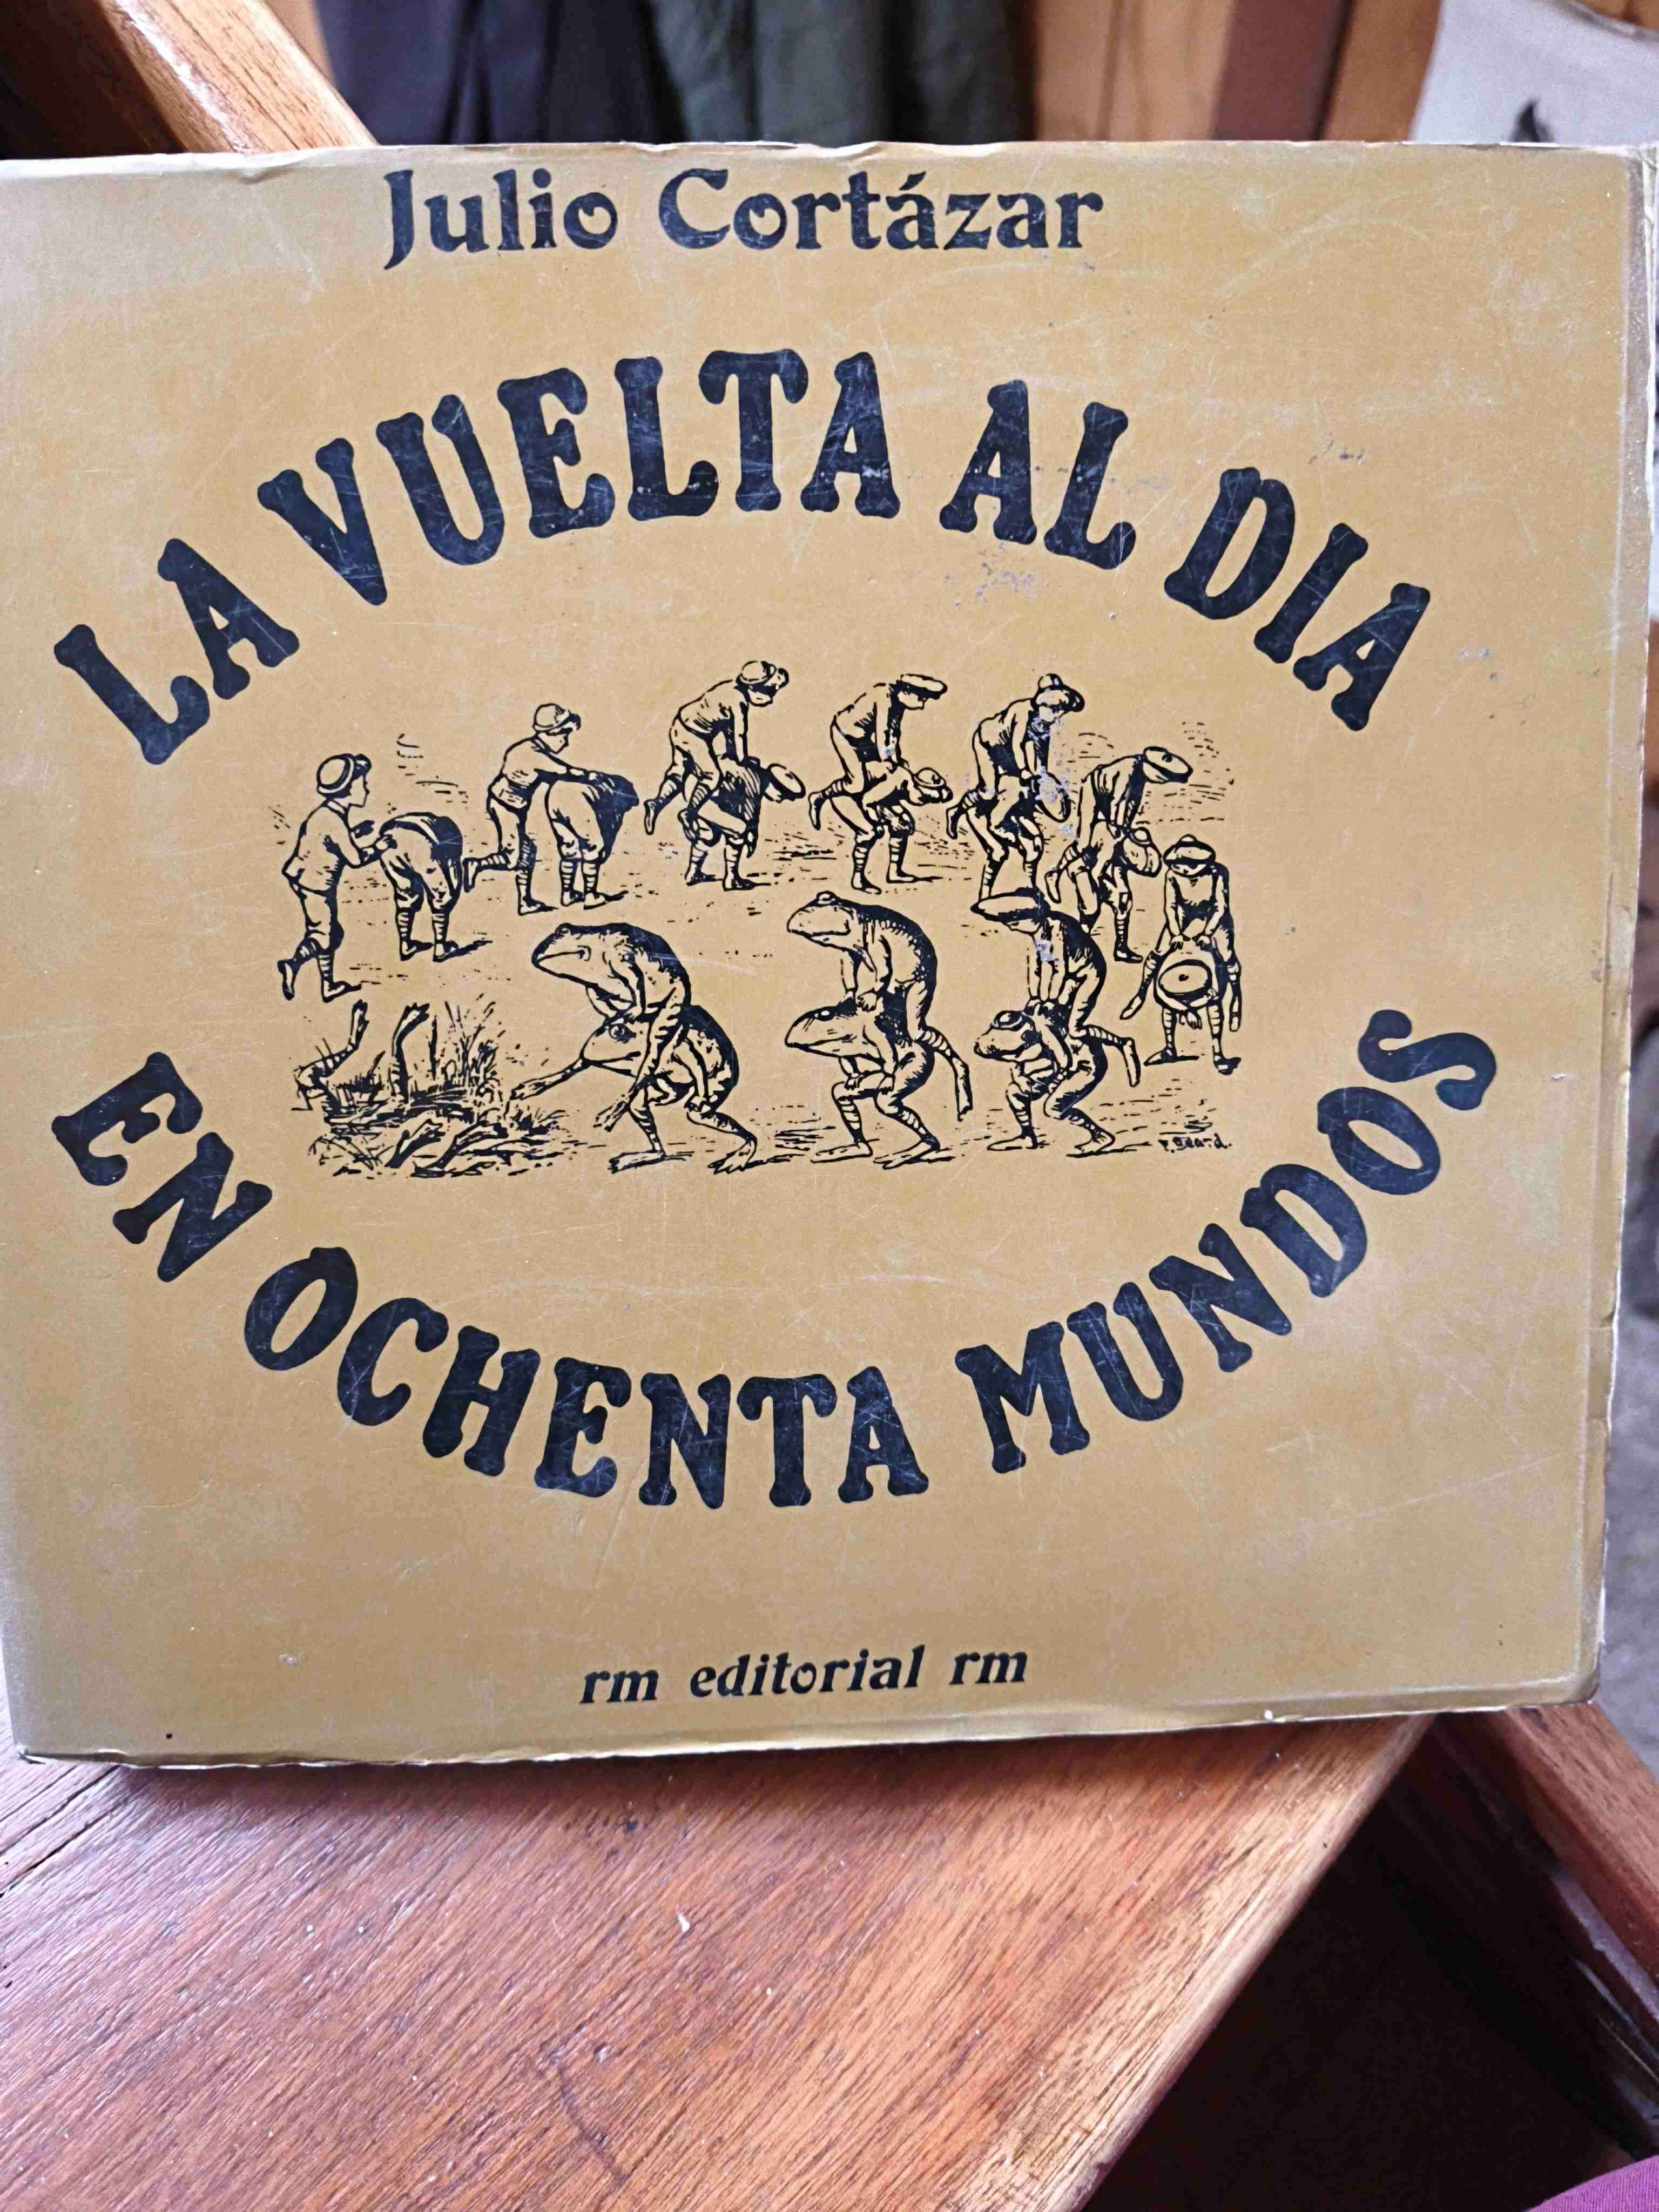 Julio Cortázar
LA VUELTA AL DIA
EN OCHENTA MUNDOS
rm editorial rm